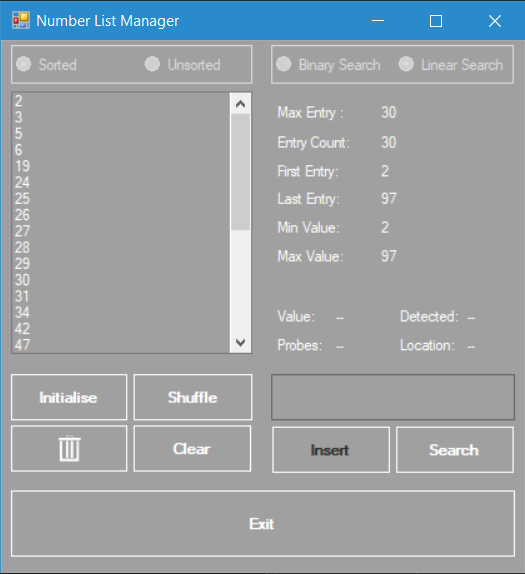 Number List Manager
Sorted Unsorted
Binary Search Linear Search
2
3
5
6
19
24
25
26
27
28
29
30
31
34
42
47
Max Entry : 30
Entry Count: 30
First Entry: 2
Last Entry: 97
Min Value: 2
Max Value: 97
Value: -- Detected: --
Probes: -- Location: --
Initialise Shuffle
Clear
Insert Search
Exit